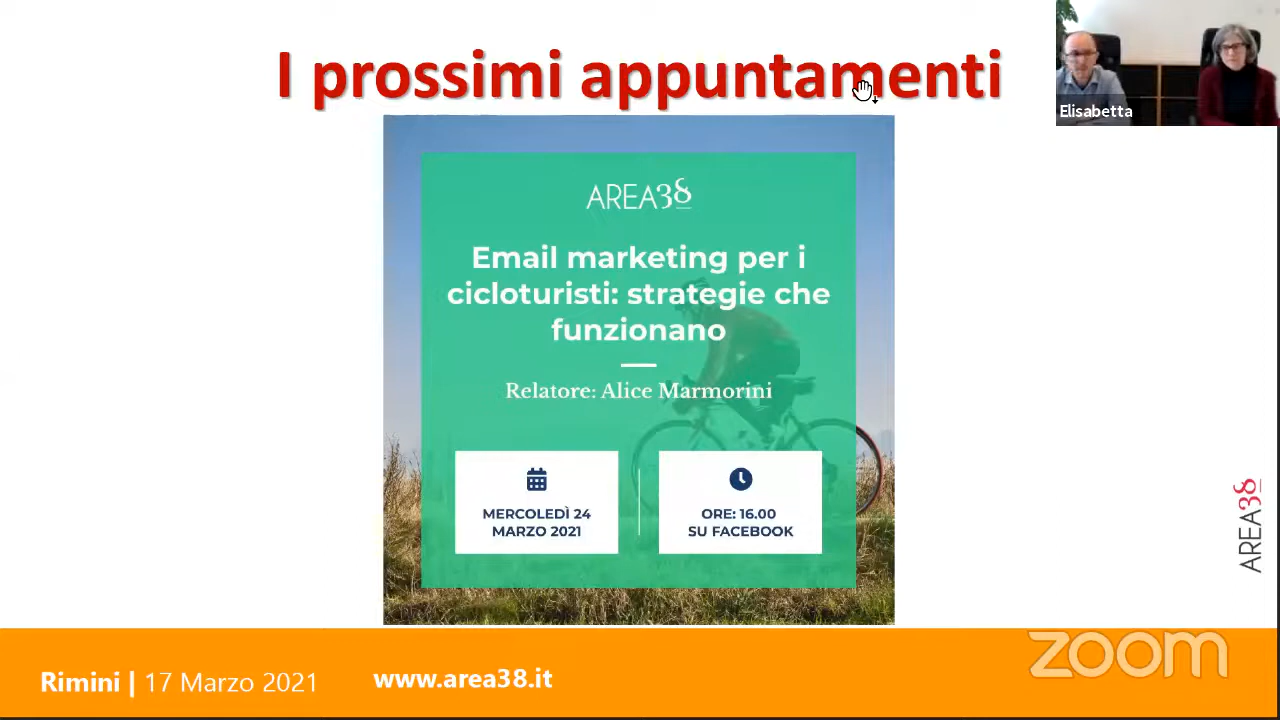 I prossimi appuntamenti
Elisabetta
AREA38
Email marketing per i
cicloturisti: strategie che
funzionano
Relatore: Alice Marmorini
MERCOLEDÌ 24
MARZO 2021
ORE: 16.00
SU FACEBOOK
AREA38
zoom
Rimini | 17 Marzo 2021
www.area38.it